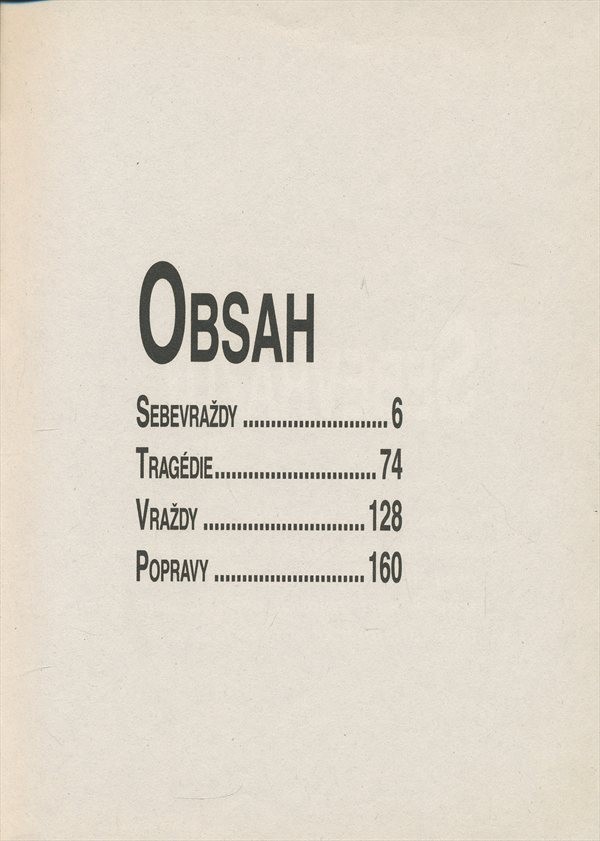 OBSAH
SEBEVRAŽDY .......................... 6
TRAGÉDIE............................. 74
VRAŽDY ............................. 128
POPRAVY ........................... 160